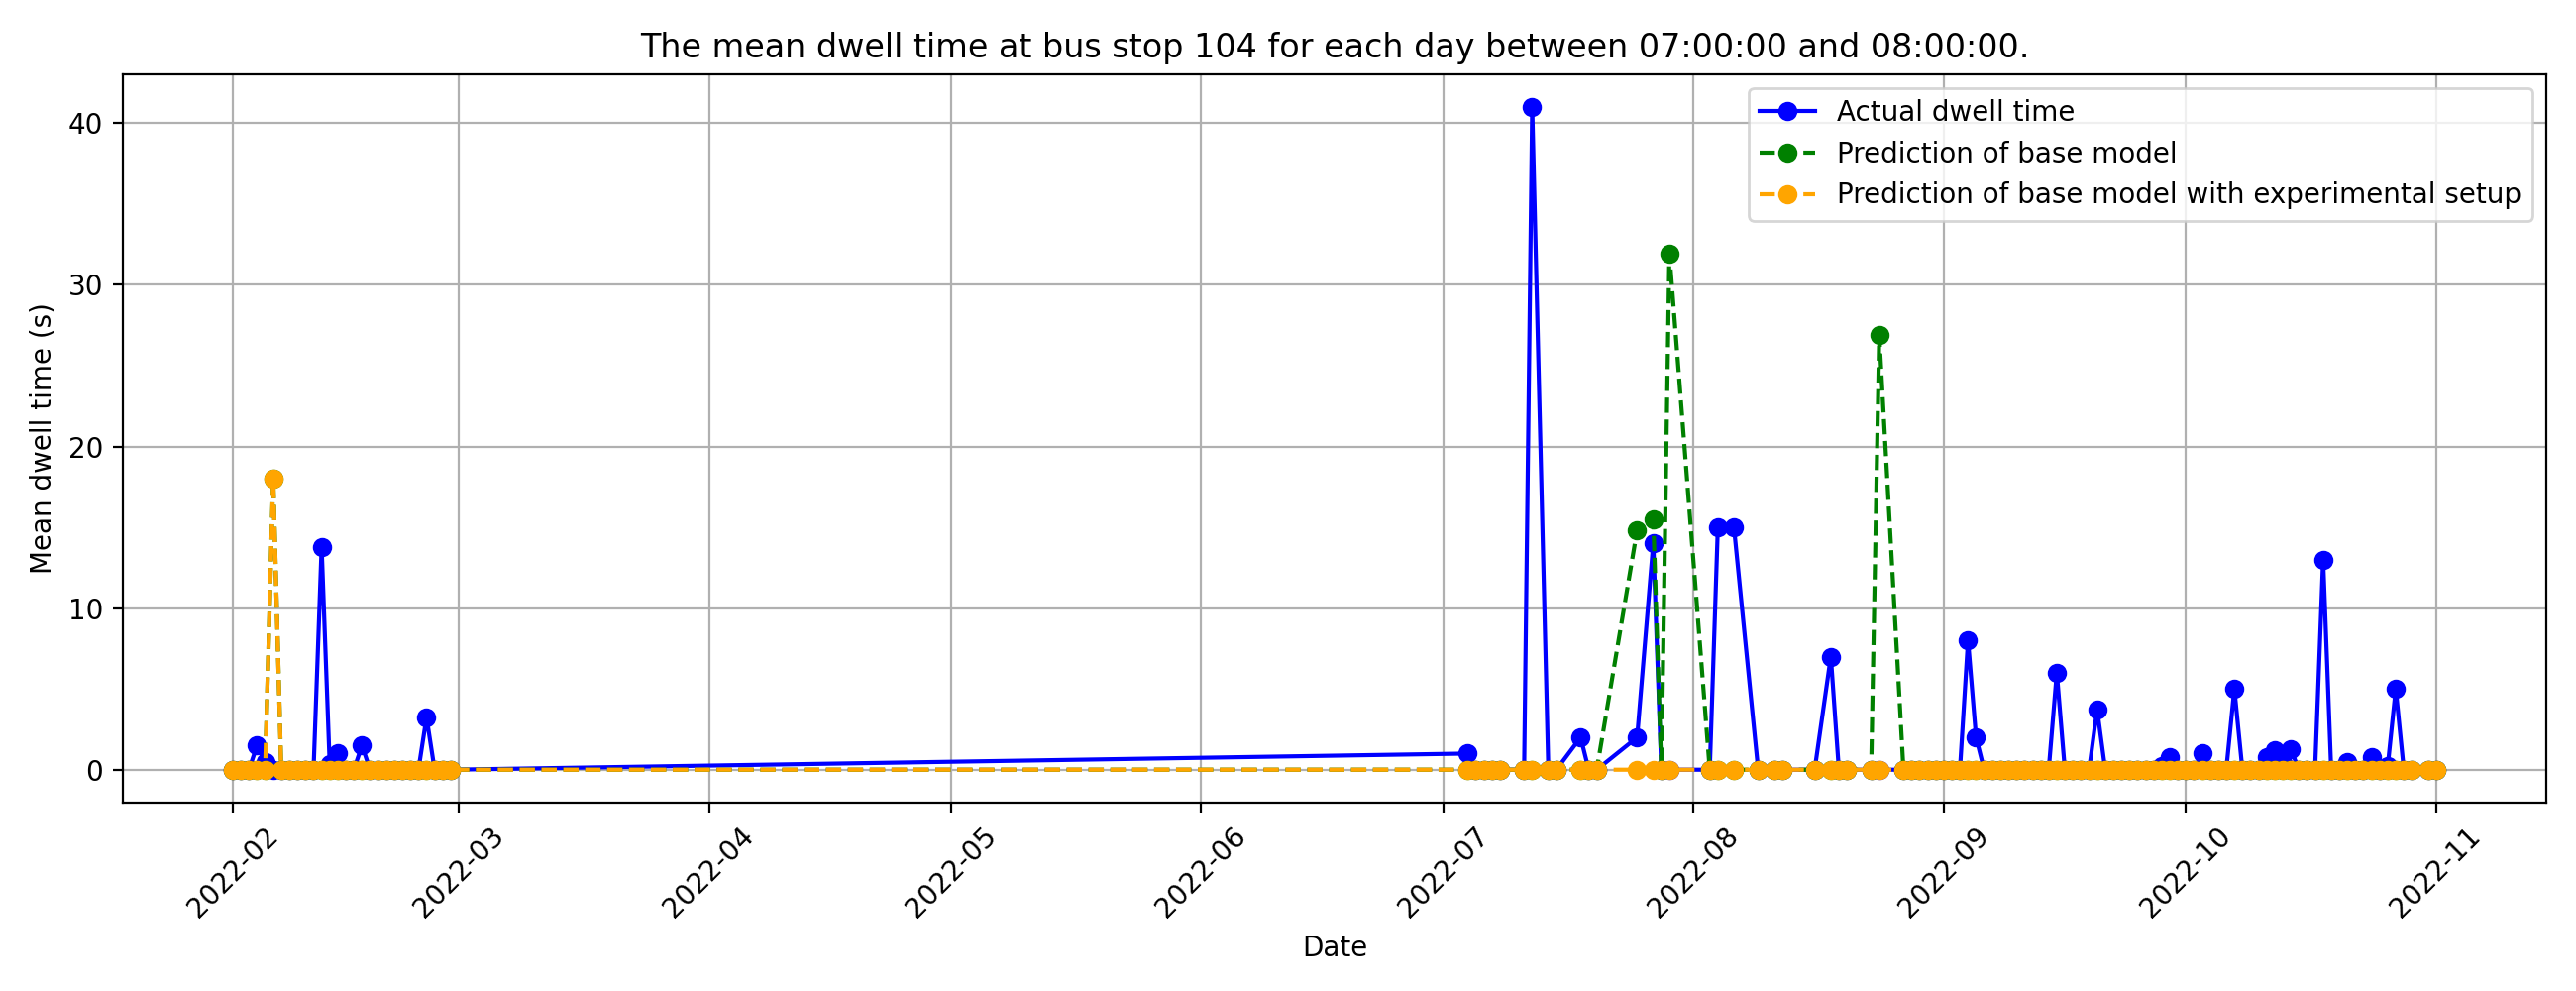 The mean dwell time at bus stop 104 for each day between 07:00:00 and 08:00:00.
Actual dwell time
Prediction of base model
Prediction of base model with experimental setup
Mean dwell time (s)
40
30
20
10
0
2022-02
2022-03
2022-04
2022-05
2022-06
2022-07
2022-08
2022-09
2022-10
2022-11
Date